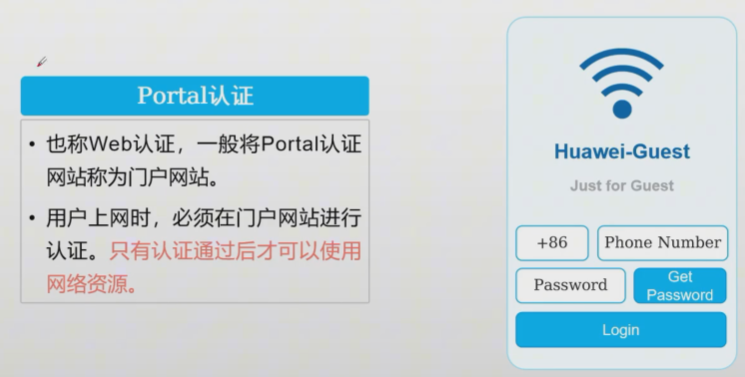 Portal认证
• 也称Web认证，一般将Portal认证
网站称为门户网站。
• 用户上网时，必须在门户网站进行
认证。只有认证通过后才可以使用
网络资源。
Huawei-Guest
Just for Guest
+86
Phone Number
Password
Get
Password
Login